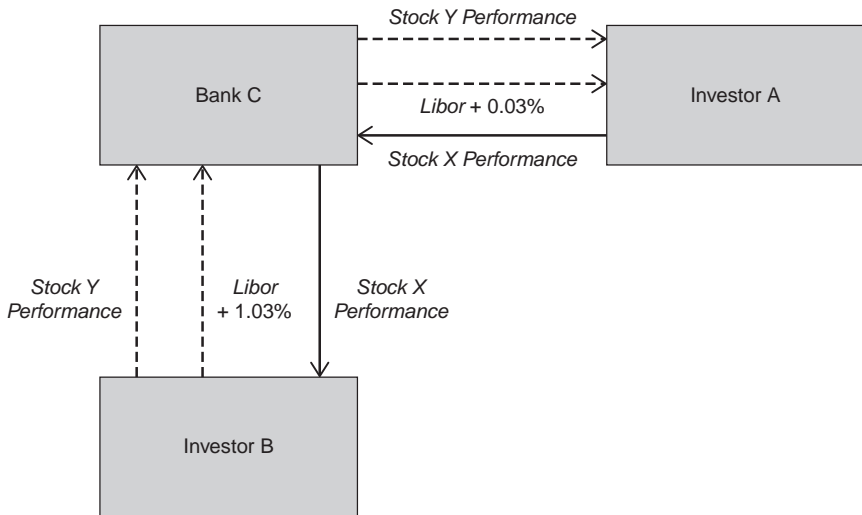 Stock Y Performance
Bank C
Investor A
Libor + 0.03%
Stock X Performance
Stock Y
Performance
Libor
+ 1.03%
Stock X
Performance
Investor B